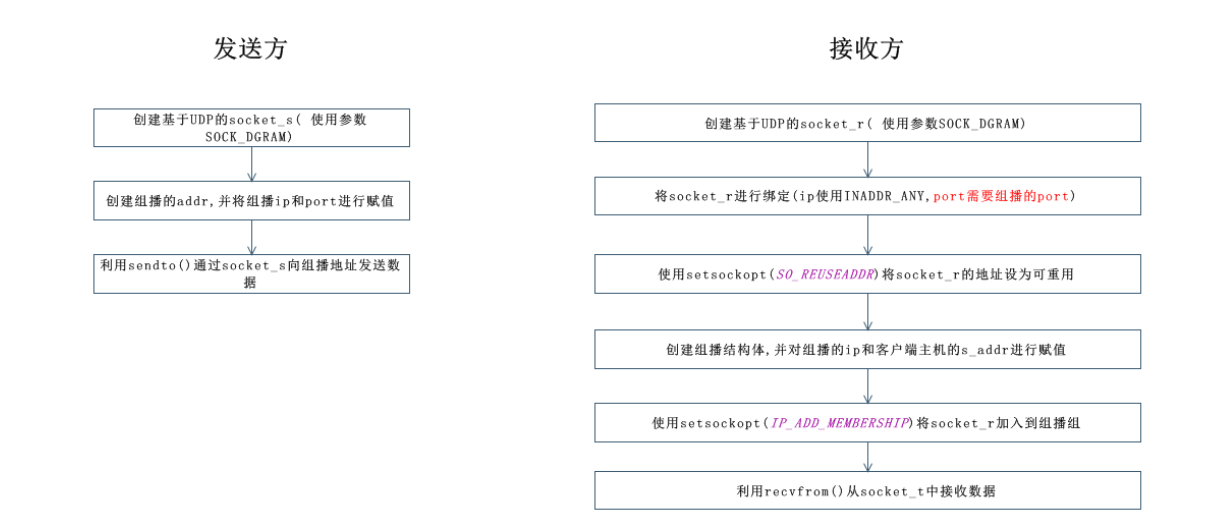 发送方
创建基于UDP的socket_s( 使用参数
SOCK_DGRAM)
创建组播的addr,并将组播ip和port进行赋值
利用sendto()通过socket_s向组播地址发送数
据
接收方
创建基于UDP的socket_r( 使用参数SOCK_DGRAM)
将socket_r进行绑定(ip使用INADDR_ANY,port需要组播的port)
使用setsockopt(SO_REUSEADDR)将socket_r的地址设为可重用
创建组播结构体,并对组播的ip和客户端主机的s_addr进行赋值
使用setsockopt(IP_ADD_MEMBERSHIP)将socket_r加入到组播组
利用recvfrom()从socket_t中接收数据